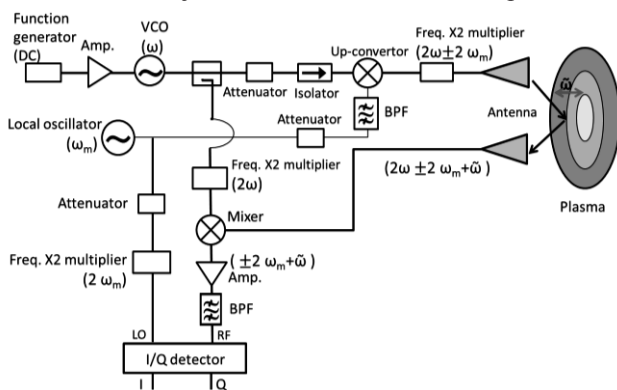 Function
generator
(DC)
Amp.
VCO
(ω)
Attenuator
Isolator
Up-convertor
Freq. X2 multiplier
(2ω±2 ωm)
Antenna
ω̃
Plasma
BPF
Attenuator
Local oscillator
(ωm)
Freq. X2 multiplier
(2ω)
(2ω ±2 ωm+ω̃)
Attenuator
Mixer
Freq. X2 multiplier
(2 ωm)
(±2 ωm+ω̃ )
Amp.
BPF
LO
RF
I/Q detector
I
Q